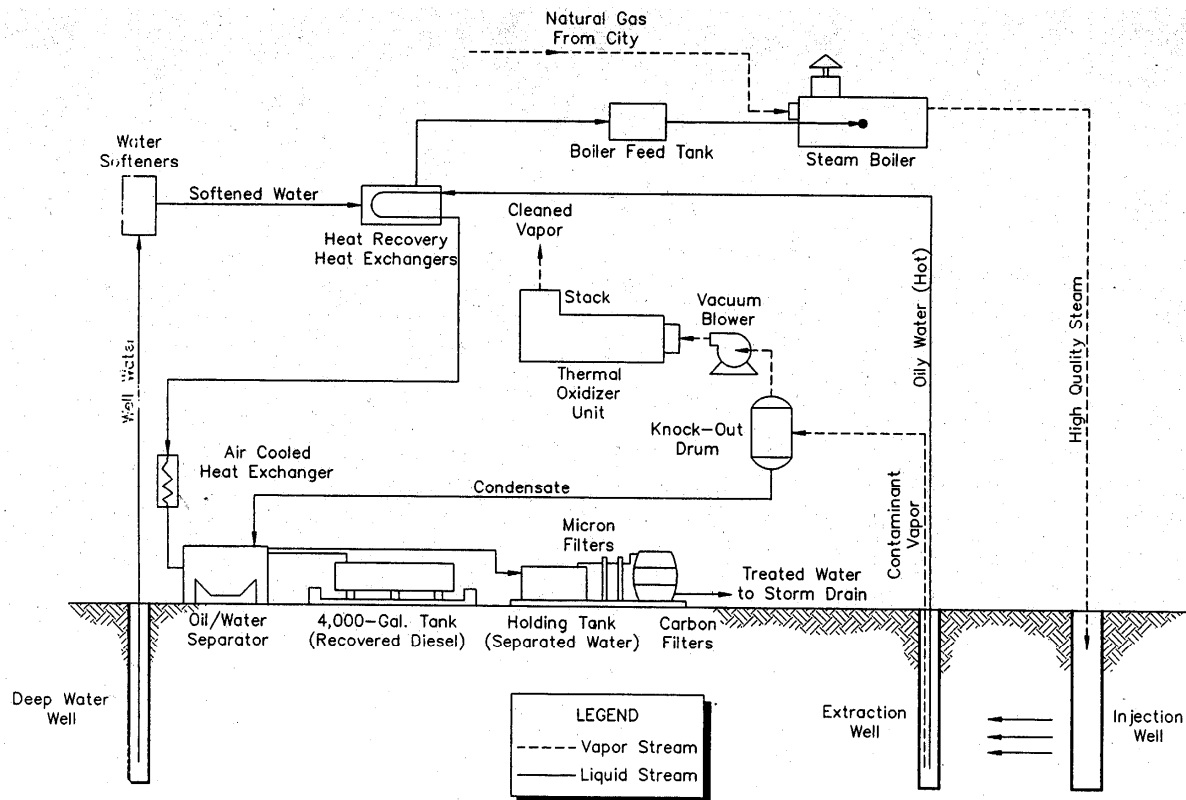 Natural Gas
From City
Water
Softeners
Boiler Feed Tank
Steam Boiler
Softened Water
Cleaned
Vapor
Heat Recovery
Heat Exchangers
Stack
Vacuum
Blower
Oily Water (Hot)
High Quality Steam
Well Water
Thermal
Oxidizer
Unit
Knock-Out
Drum
Air Cooled
Heat Exchanger
Condensate
Contaminant
Vapor
Micron
Filters
Treated Water
to Storm Drain
Oil/Water
Separator
4,000-Gal. Tank
(Recovered Diesel)
Holding Tank
(Separated Water)
Carbon
Filters
Deep Water
Well
LEGEND
Vapor Stream
Liquid Stream
Extraction
Well
Injection
Well